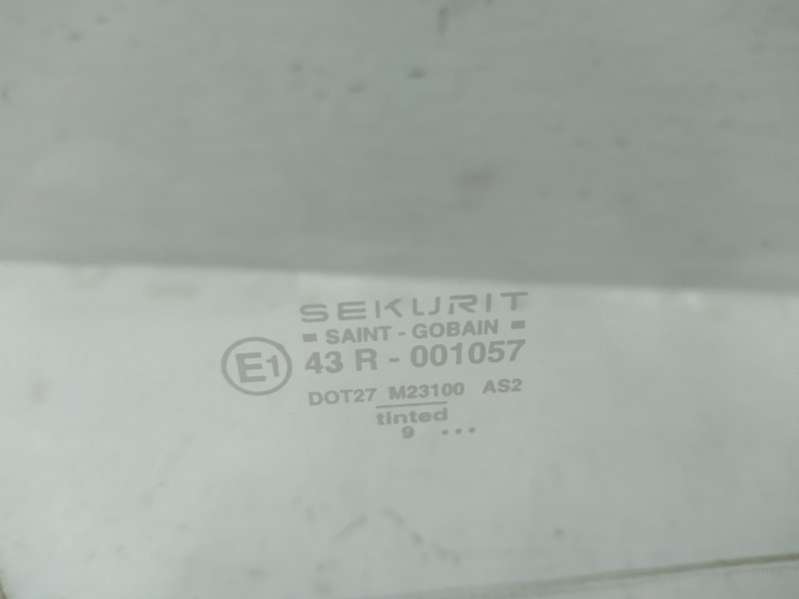 SEKURIT
= SAINT - GOBAIN =
E1
43 R - 001057
DOT27 M23100 AS2
tinted
9 ...